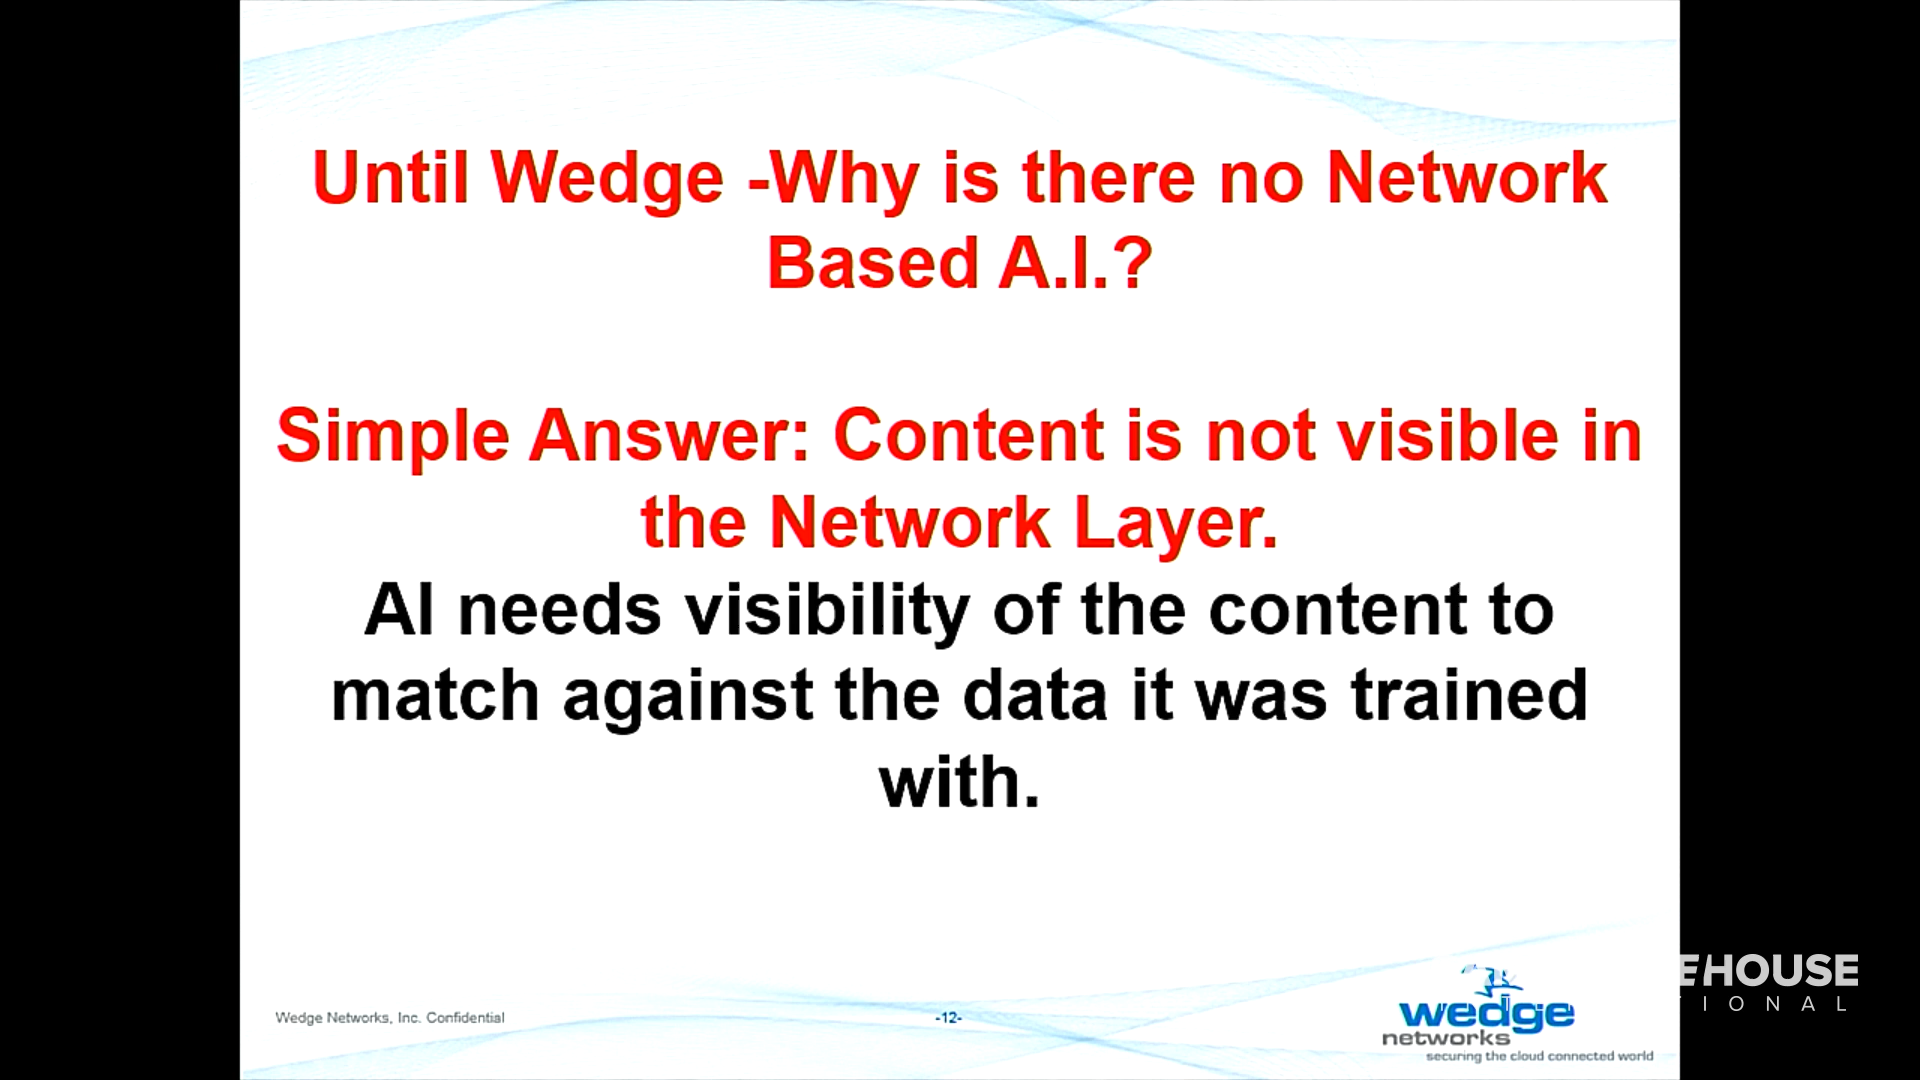 Until Wedge -Why is there no Network
Based A.I.?
Simple Answer: Content is not visible in
the Network Layer.
AI needs visibility of the content to
match against the data it was trained
with.
Wedge Networks, Inc. Confidential
-12-
wedge
networks
securing the cloud connected world
EHOUSE
TIONAL